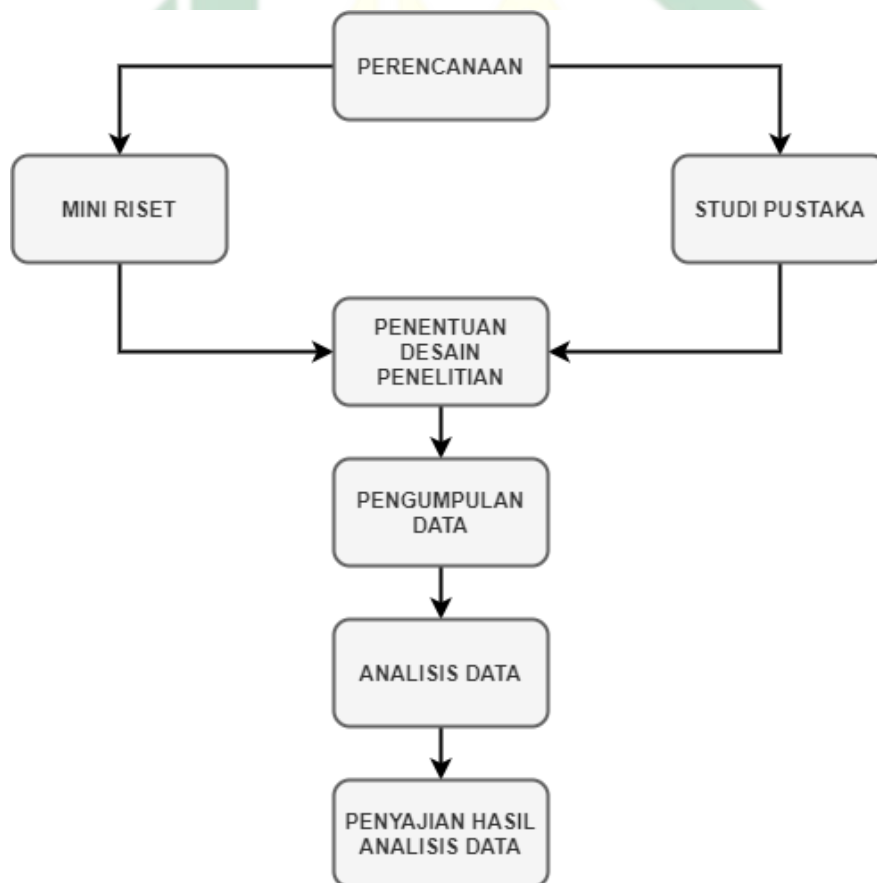 PERENCANAAN
MINI RISET
STUDI PUSTAKA
PENENTUAN
DESAIN
PENELITIAN
PENGUMPULAN
DATA
ANALISIS DATA
PENYAJIAN HASIL
ANALISIS DATA